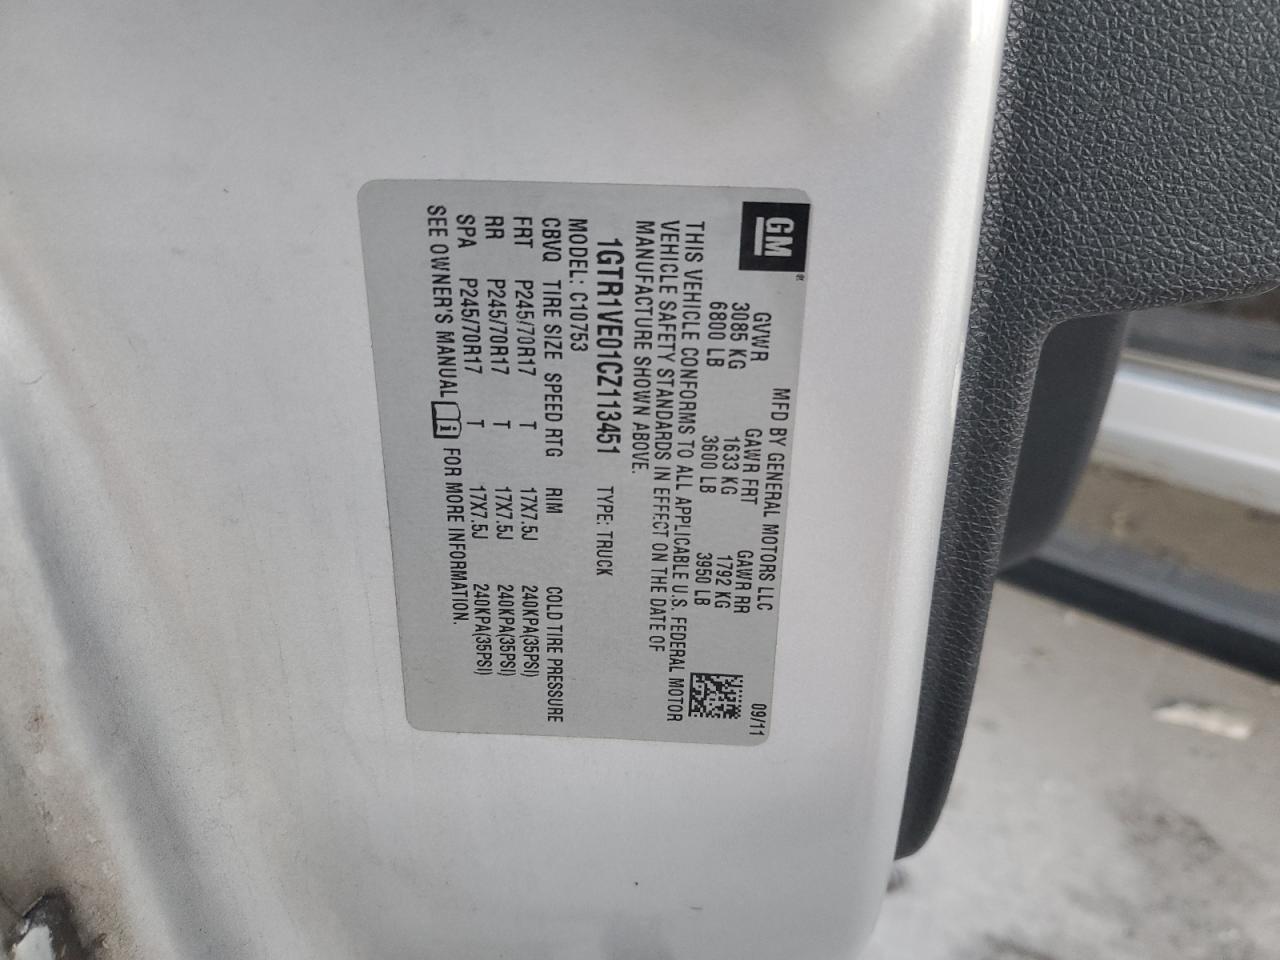 GM
MFD BY GENERAL MOTORS LLC 09/11
GVWR GAWR FRT GAWR RR
3085 KG 1633 KG 1792 KG
6800 LB 3600 LB 3950 LB
THIS VEHICLE CONFORMS TO ALL APPLICABLE U.S. FEDERAL MOTOR
VEHICLE SAFETY STANDARDS IN EFFECT ON THE DATE OF
MANUFACTURE SHOWN ABOVE.
1GTR1VE01CZ113451 TYPE: TRUCK
MODEL: C10753
CBVQ TIRE SIZE SPEED RTG RIM COLD TIRE PRESSURE
FRT P245/70R17 T 17X7.5J 240KPA(35PSI)
RR P245/70R17 T 17X7.5J 240KPA(35PSI)
SPA P245/70R17 T 17X7.5J 240KPA(35PSI)
SEE OWNER'S MANUAL FOR MORE INFORMATION.